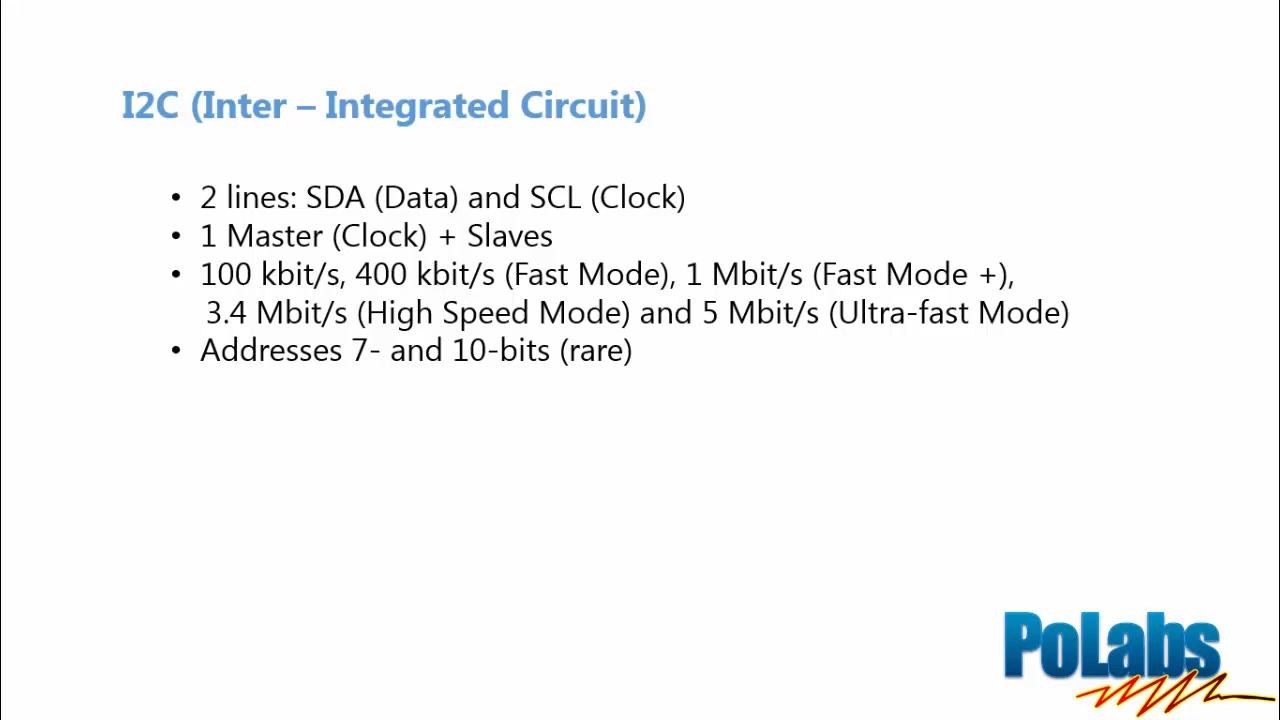 I2C (Inter – Integrated Circuit)
• 2 lines: SDA (Data) and SCL (Clock)
• 1 Master (Clock) + Slaves
• 100 kbit/s, 400 kbit/s (Fast Mode), 1 Mbit/s (Fast Mode +),
3.4 Mbit/s (High Speed Mode) and 5 Mbit/s (Ultra-fast Mode)
• Addresses 7- and 10-bits (rare)
PoLabs